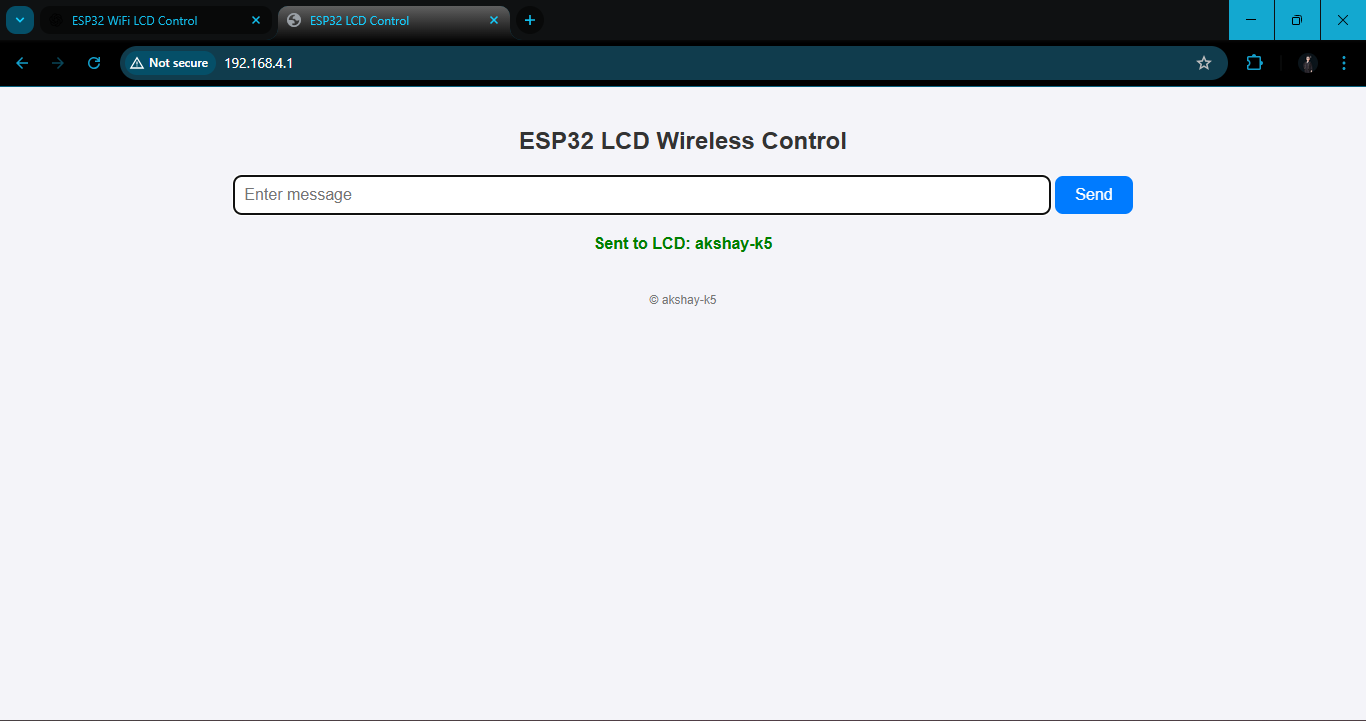 ESP32 WiFi LCD Control
ESP32 LCD Control
Not secure 192.168.4.1
ESP32 LCD Wireless Control
Enter message Send
Sent to LCD: akshay-k5
© akshay-k5